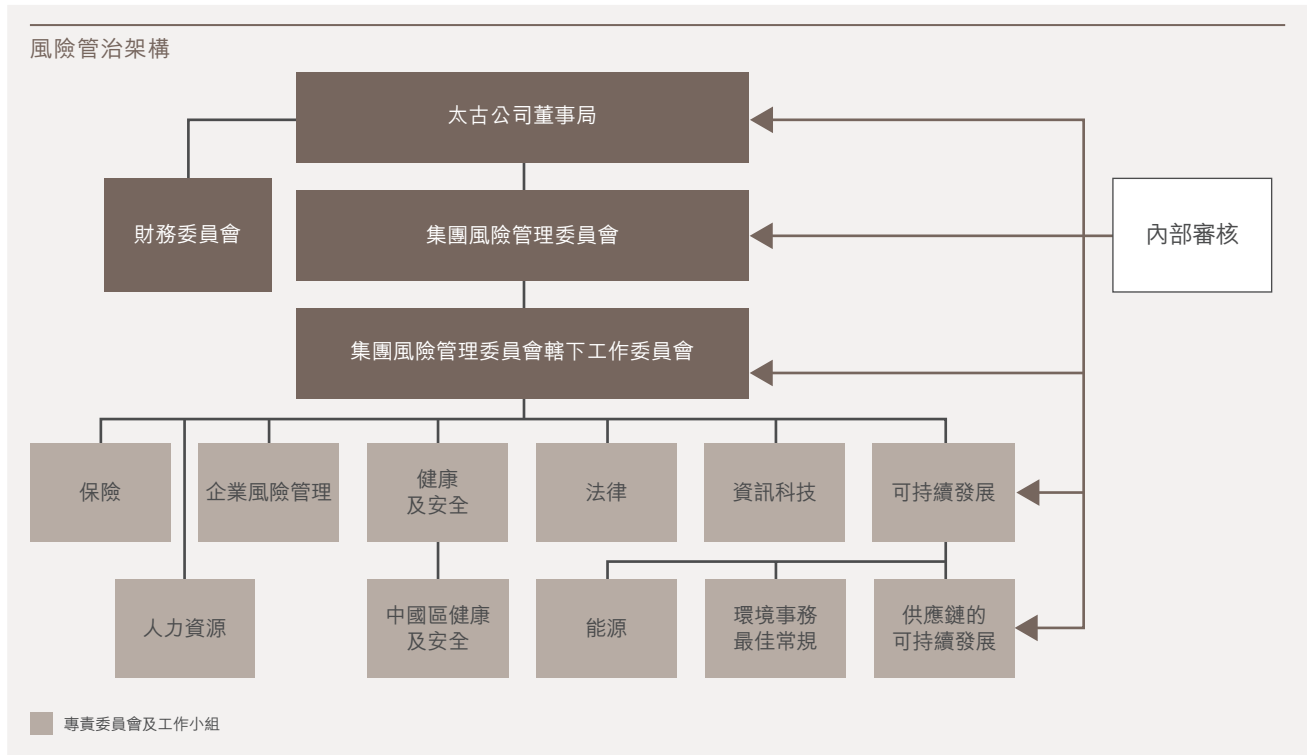 風險管治架構
太古公司董事局
財務委員會
集團風險管理委員會
內部審核
集團風險管理委員會轄下工作委員會
保險
企業風險管理
健康
及安全
法律
資訊科技
可持續發展
人力資源
中國區健康
及安全
能源
環境事務
最佳常規
供應鏈的
可持續發展
專責委員會及工作小組